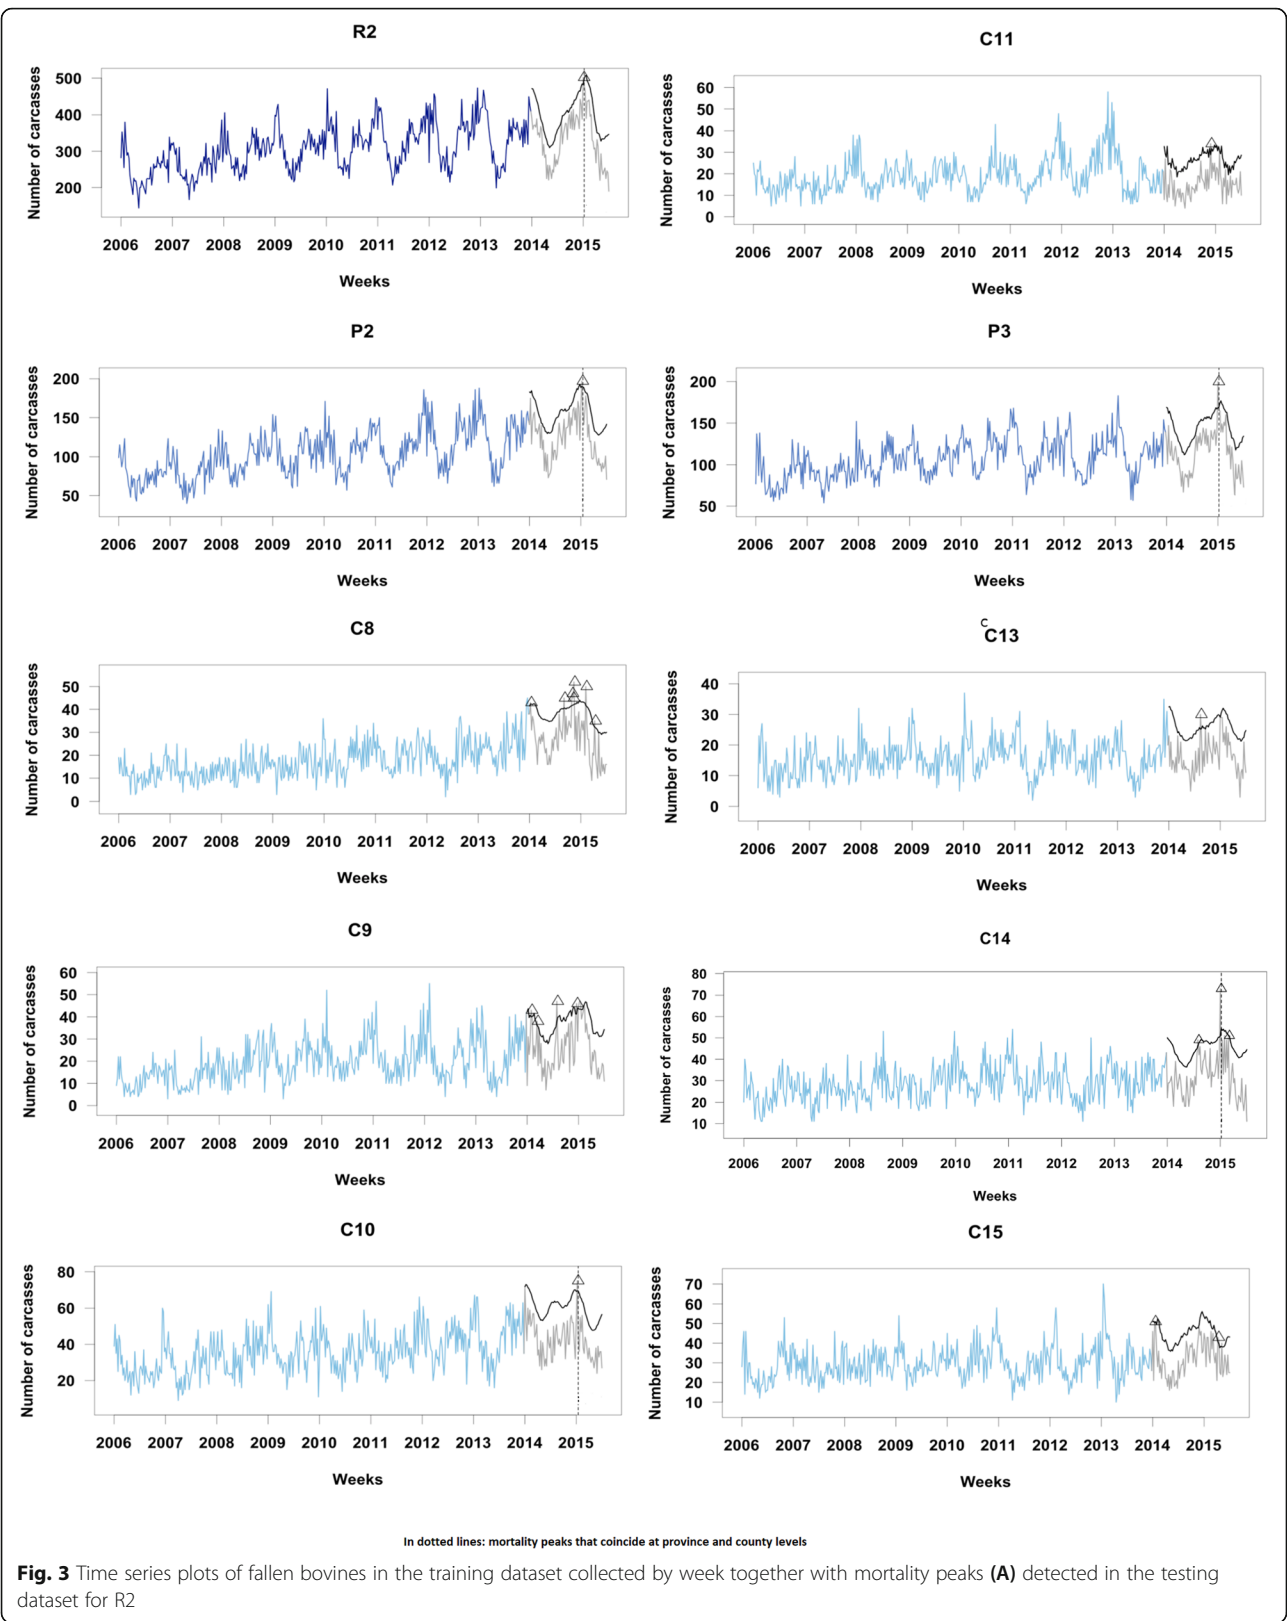 R2
Number of carcasses
500
400
300
200
2006 2007 2008 2009 2010 2011 2012 2013 2014 2015
Weeks
C11
Number of carcasses
60
50
40
30
20
10
0
2006 2007 2008 2009 2010 2011 2012 2013 2014 2015
Weeks
P2
Number of carcasses
200
150
100
50
2006 2007 2008 2009 2010 2011 2012 2013 2014 2015
Weeks
P3
Number of carcasses
200
150
100
50
2006 2007 2008 2009 2010 2011 2012 2013 2014 2015
Weeks
C8
Number of carcasses
50
40
30
20
10
0
2006 2007 2008 2009 2010 2011 2012 2013 2014 2015
Weeks
C
C13
Number of carcasses
40
30
20
10
0
2006 2007 2008 2009 2010 2011 2012 2013 2014 2015
Weeks
C9
Number of carcasses
60
50
40
30
20
10
0
2006 2007 2008 2009 2010 2011 2012 2013 2014 2015
Weeks
C14
Number of carcasses
80
70
60
50
40
30
20
10
2006 2007 2008 2009 2010 2011 2012 2013 2014 2015
Weeks
C10
Number of carcasses
80
60
40
20
2006 2007 2008 2009 2010 2011 2012 2013 2014 2015
Weeks
C15
Number of carcasses
70
60
50
40
30
20
10
2006 2007 2008 2009 2010 2011 2012 2013 2014 2015
Weeks
In dotted lines: mortality peaks that coincide at province and county levels
Fig. 3 Time series plots of fallen bovines in the training dataset collected by week together with mortality peaks (A) detected in the testing
dataset for R2